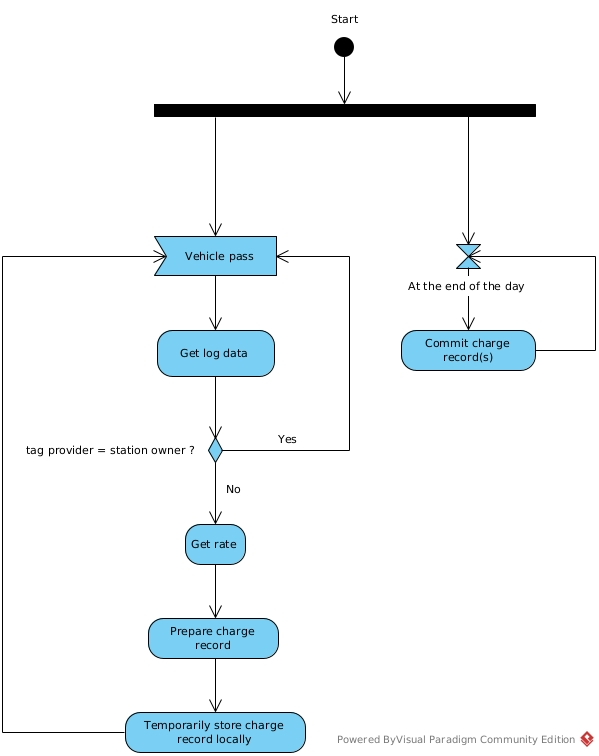 Start
Vehicle pass
At the end of the day
Get log data
Commit charge
record(s)
Yes
tag provider = station owner ?
No
Get rate
Prepare charge
record
Temporarily store charge
record locally
Powered ByVisual Paradigm Community Edition